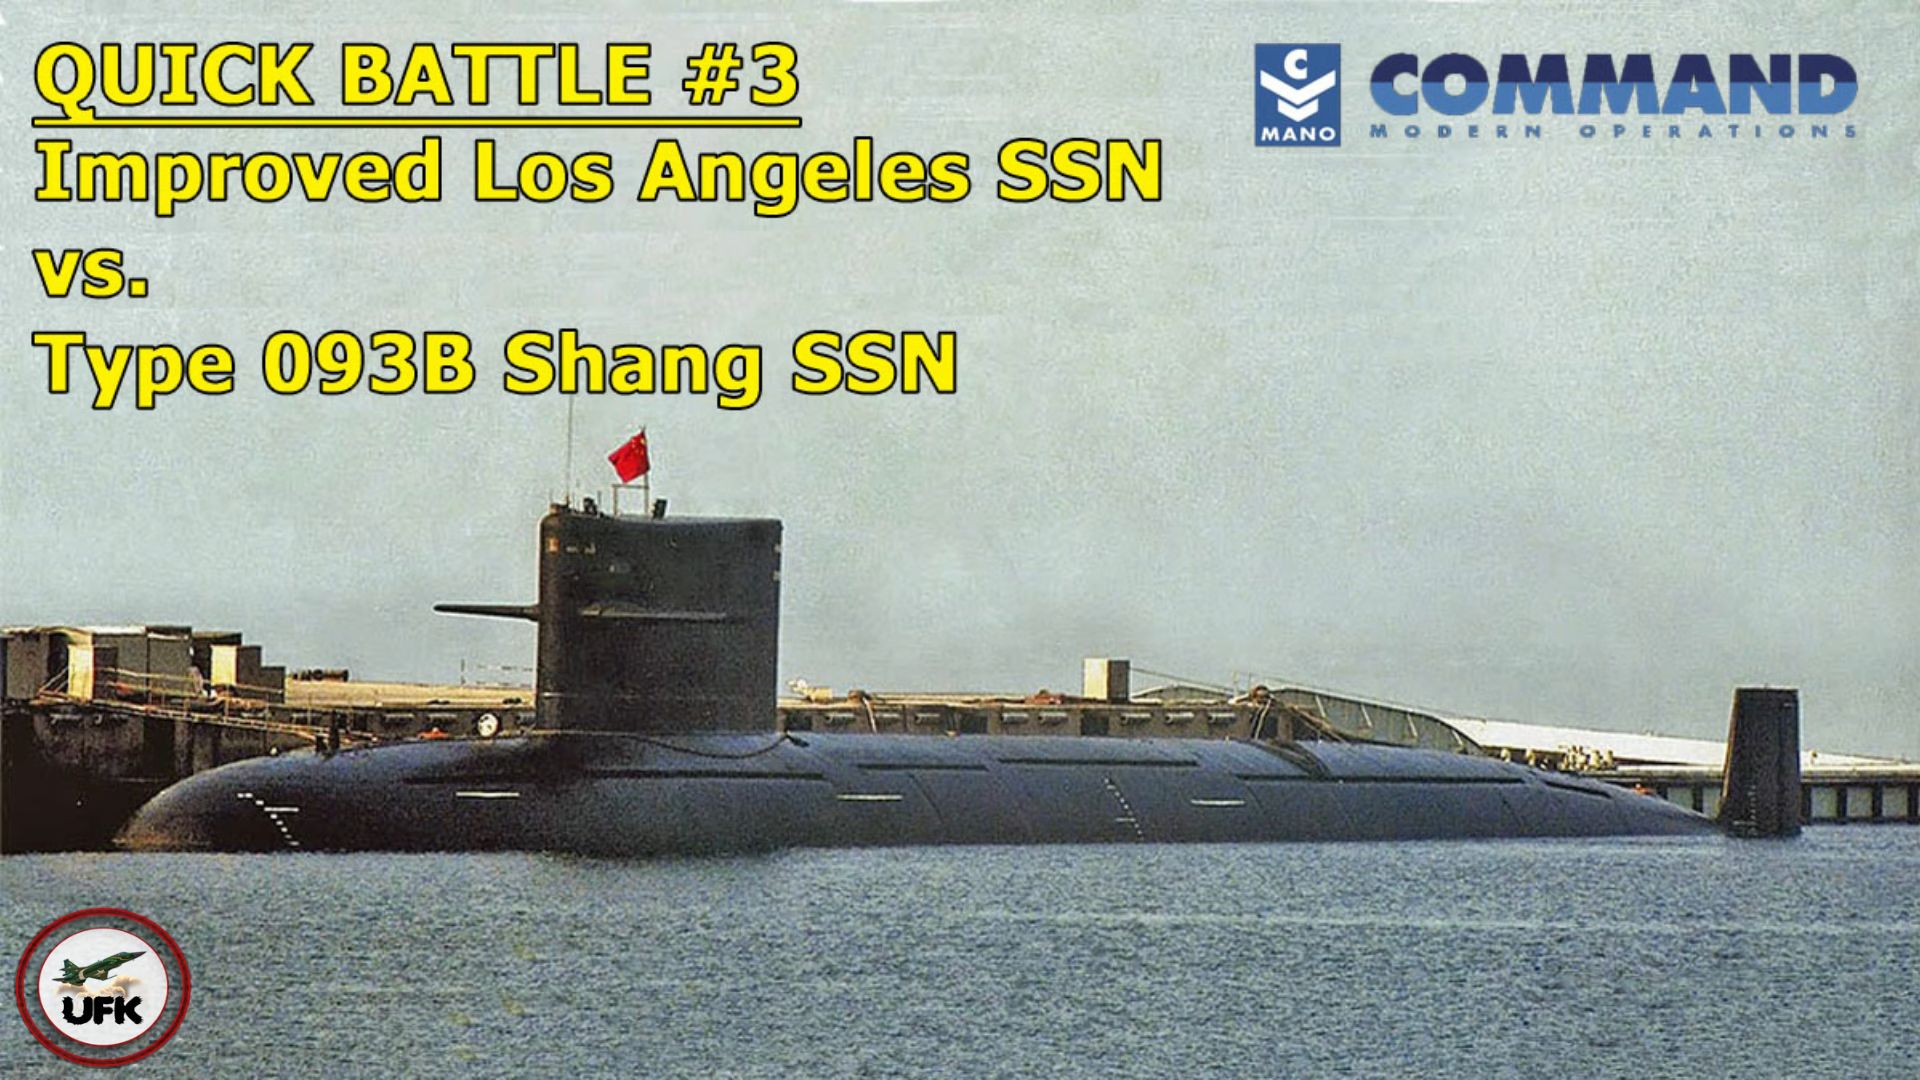 QUICK BATTLE #3
Improved Los Angeles SSN
vs.
Type 093B Shang SSN
C
MANO
COMMAND
MODERN OPERATIONS
UFK